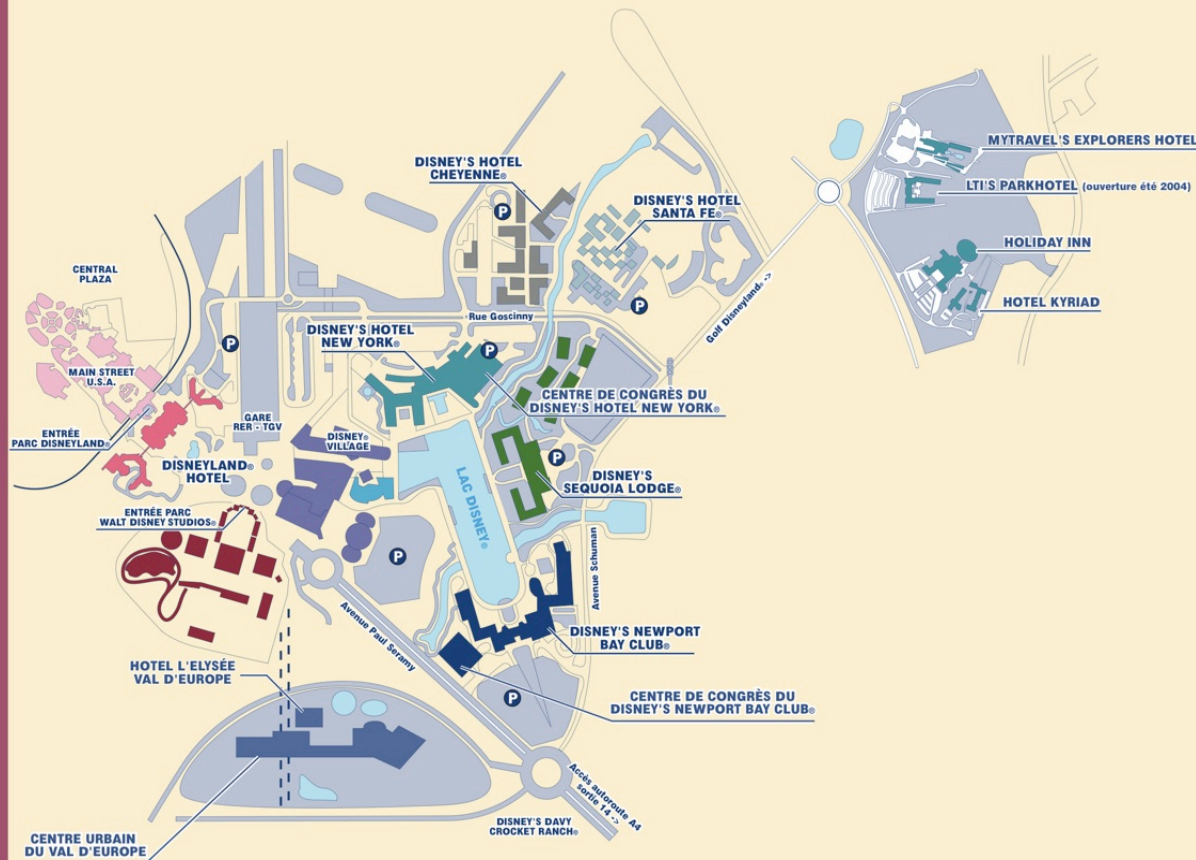 MYTRAVEL'S EXPLORERS HOTEL
DISNEY'S HOTEL
CHEYENNE®
LTI'S PARKHOTEL (ouverture été 2004)
DISNEY'S HOTEL
SANTA FE®
P
HOLIDAY INN
CENTRAL
PLAZA
HOTEL KYRIAD
P
Rue Goscinny
Golf Disneyland® ->
DISNEY'S HOTEL
NEW YORK®
P
P
MAIN STREET
U.S.A.
CENTRE DE CONGRÈS DU
DISNEY'S HOTEL NEW YORK®
GARE
RER - TGV
ENTRÉE
PARC DISNEYLAND®
DISNEY®
VILLAGE
P
DISNEYLAND®
HOTEL
DISNEY'S
SEQUOIA LODGE®
LAC DISNEY®
ENTRÉE PARC
WALT DISNEY STUDIOS®
P
Avenue Schuman
Avenue Paul Seramy
DISNEY'S NEWPORT
BAY CLUB®
HOTEL L'ELYSÉE
VAL D'EUROPE
P
CENTRE DE CONGRÈS DU
DISNEY'S NEWPORT BAY CLUB®
Accès autoroute A4
sortie 14 ->
DISNEY'S DAVY
CROCKET RANCH®
CENTRE URBAIN
DU VAL D'EUROPE